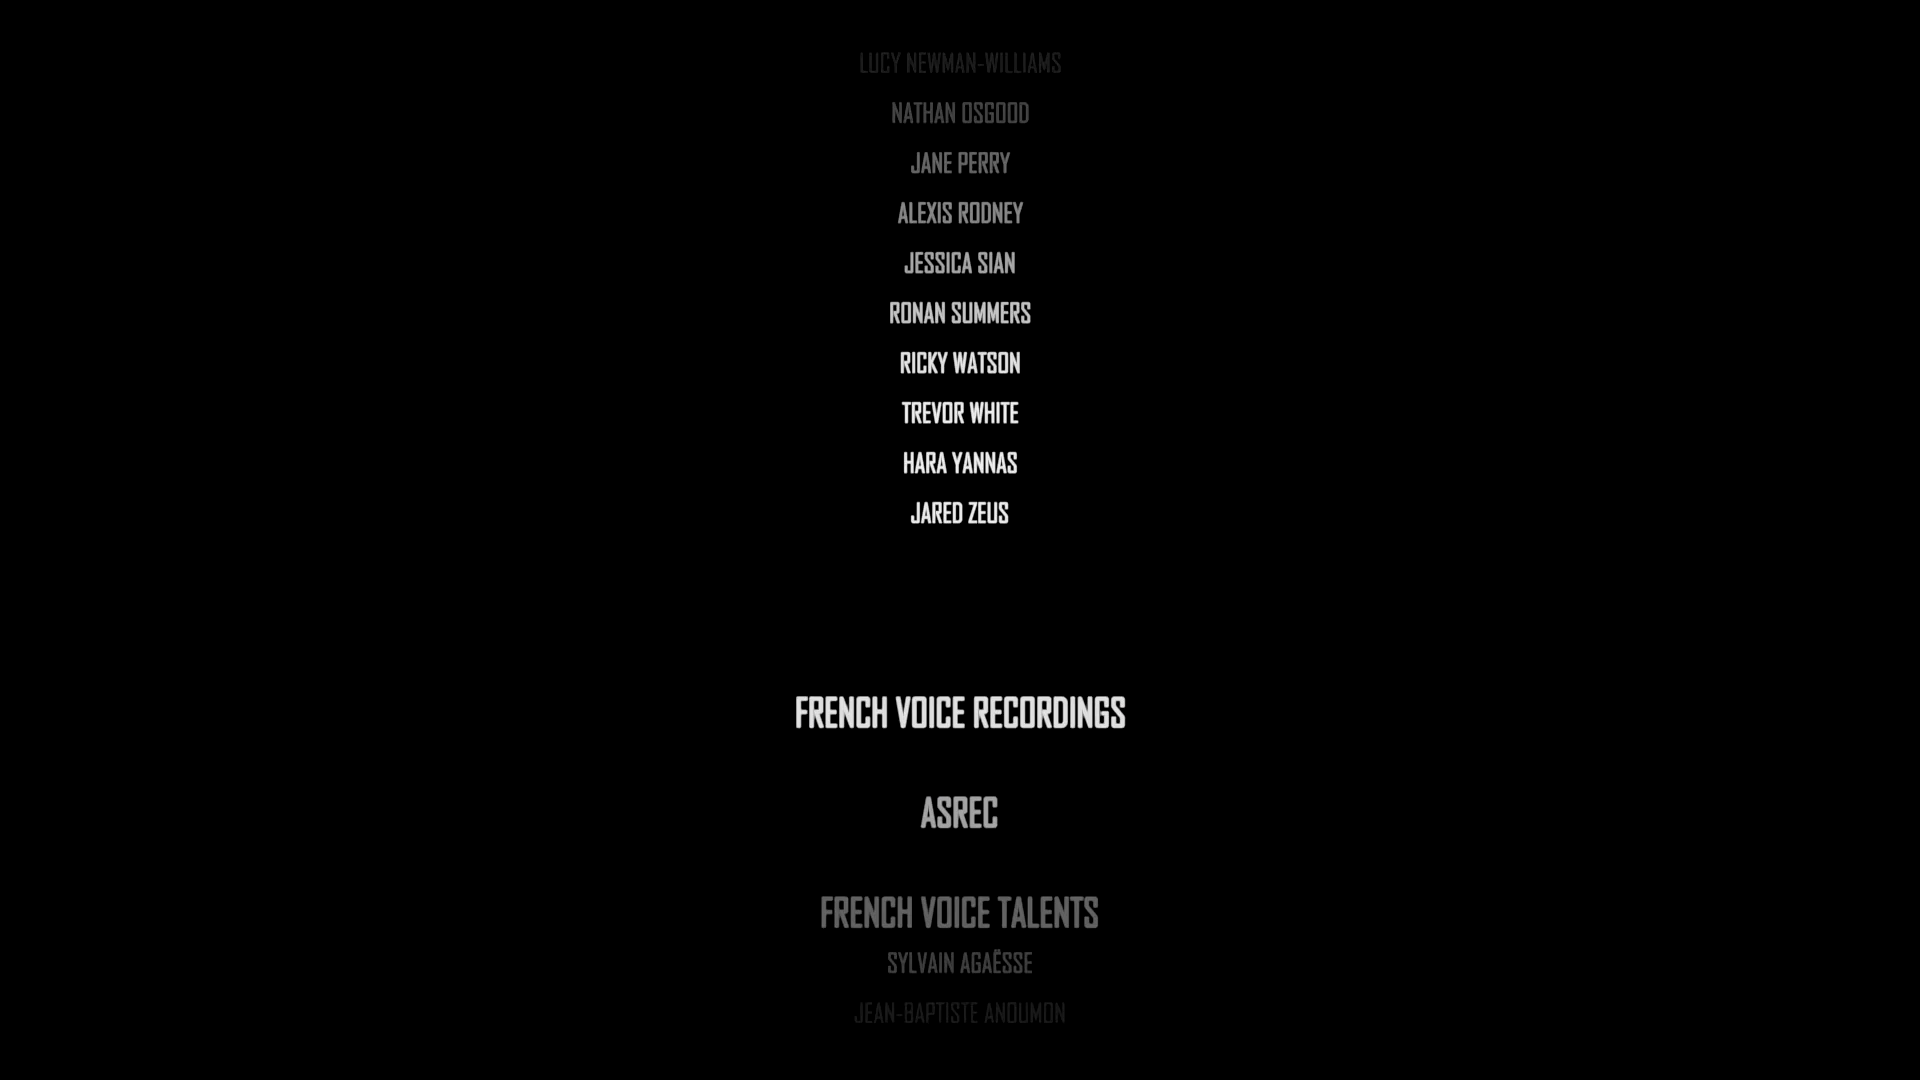 LUCY NEWMAN-WILLIAMS
NATHAN OSGOOD
JANE PERRY
ALEXIS RODNEY
JESSICA SIAN
RONAN SUMMERS
RICKY WATSON
TREVOR WHITE
HARA YANNAS
JARED ZEUS
FRENCH VOICE RECORDINGS
ASREC
FRENCH VOICE TALENTS
SYLVAIN AGAËSSE
JEAN-BAPTISTE ANOUMON